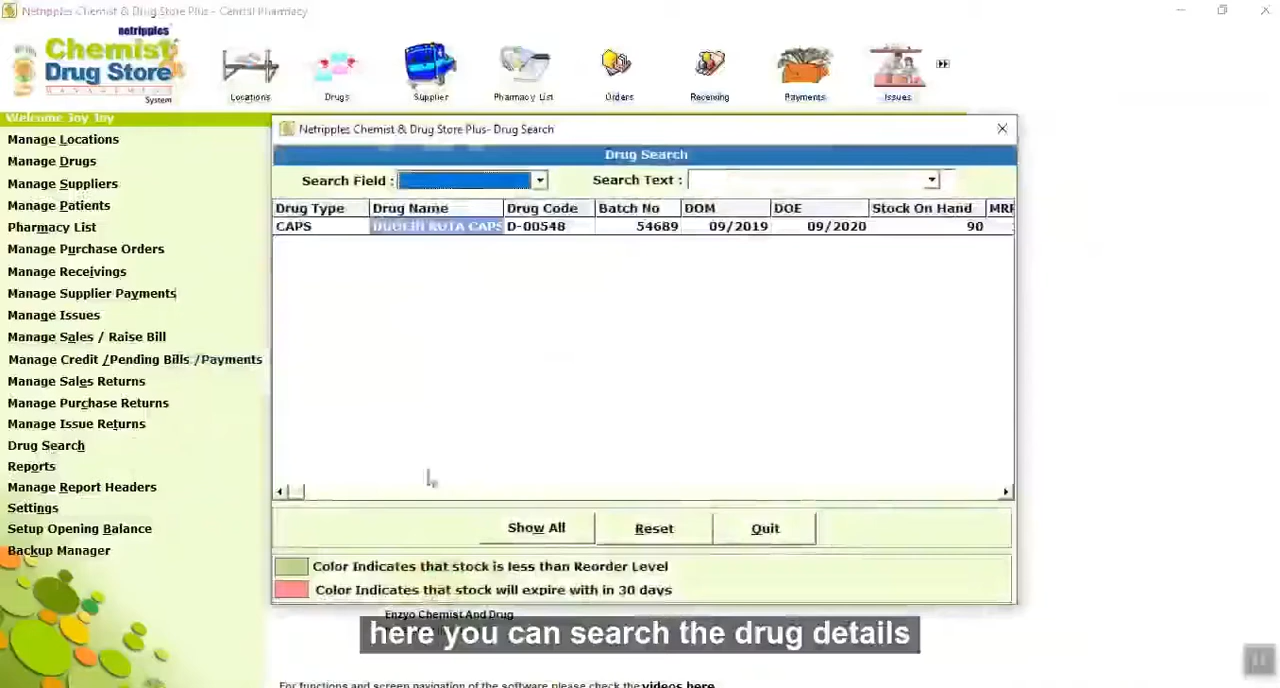 Netripples Chemist & Drug Store Plus - Central Pharmacy
netripples
Chemist
Drug Store
MANAGEMENT
System
Locations
Drugs
Supplier
Pharmacy List
Orders
Receiving
Payments
Issues
Welcome Joy Joy
Manage Locations
Manage Drugs
Manage Suppliers
Manage Patients
Pharmacy List
Manage Purchase Orders
Manage Receivings
Manage Supplier Payments
Manage Issues
Manage Sales / Raise Bill
Manage Credit /Pending Bills /Payments
Manage Sales Returns
Manage Purchase Returns
Manage Issue Returns
Drug Search
Reports
Manage Report Headers
Settings
Setup Opening Balance
Backup Manager
Netripples Chemist & Drug Store Plus- Drug Search
Drug Search
Search Field :
Search Text :
Drug Type Drug Name Drug Code Batch No DOM DOE Stock On Hand MRP
CAPS ROTA CAPS D-00548 54689 09/2019 09/2020 90
Show All Reset Quit
Color Indicates that stock is less than Reorder Level
Color Indicates that stock will expire with in 30 days
Enzyo Chemist And Drug
here you can search the drug details
For functions and screen navigation of the software please check the videos here